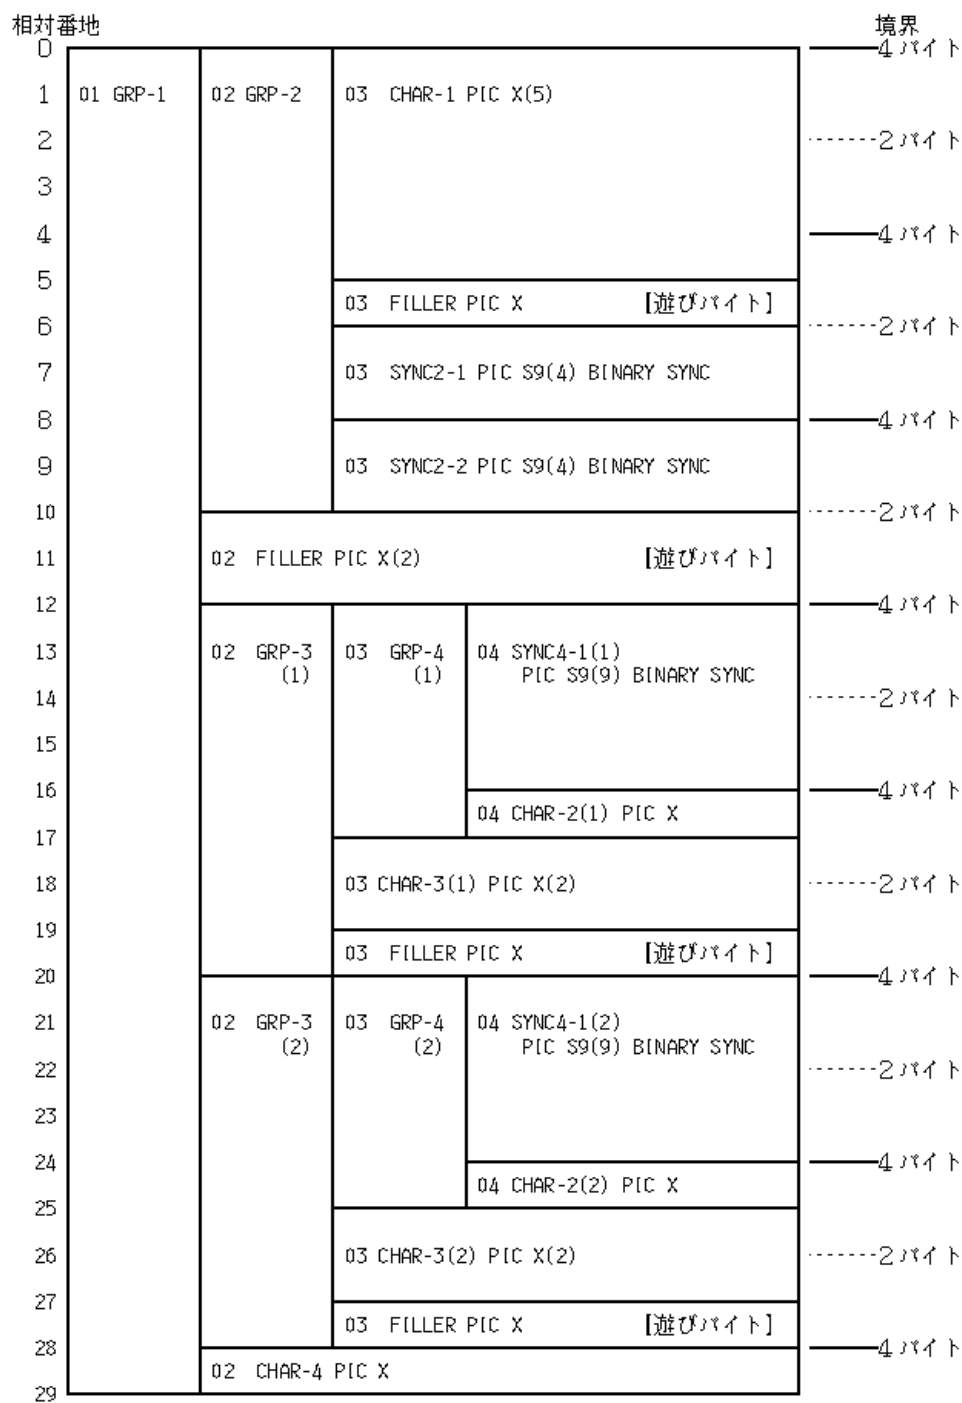 相対番地 境界
0 4バイト
1 01 GRP-1 02 GRP-2 03 CHAR-1 PIC X(5)
2 2バイト
3
4 4バイト
5
03 FILLER PIC X 【遊びバイト】
6 2バイト
7 03 SYNC2-1 PIC S9(4) BINARY SYNC
8 4バイト
9 03 SYNC2-2 PIC S9(4) BINARY SYNC
10 2バイト
11 02 FILLER PIC X(2) 【遊びバイト】
12 4バイト
13 02 GRP-3 03 GRP-4 04 SYNC4-1(1)
(1) (1) PIC S9(9) BINARY SYNC
14 2バイト
15
16 4バイト
04 CHAR-2(1) PIC X
17
18 03 CHAR-3(1) PIC X(2) 2バイト
19
03 FILLER PIC X 【遊びバイト】
20 4バイト
21 02 GRP-3 03 GRP-4 04 SYNC4-1(2)
(2) (2) PIC S9(9) BINARY SYNC
22 2バイト
23
24 4バイト
04 CHAR-2(2) PIC X
25
26 03 CHAR-3(2) PIC X(2) 2バイト
27
03 FILLER PIC X 【遊びバイト】
28 4バイト
02 CHAR-4 PIC X
29